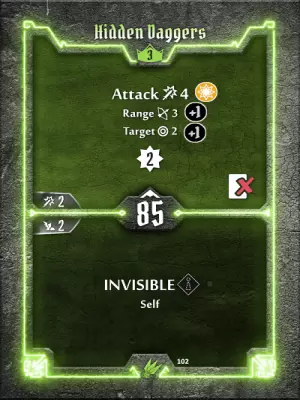 Hidden Daggers
3
Attack 4
Range 3 +1
Target 2 +1
2
2
85
2
INVISIBLE
Self
102